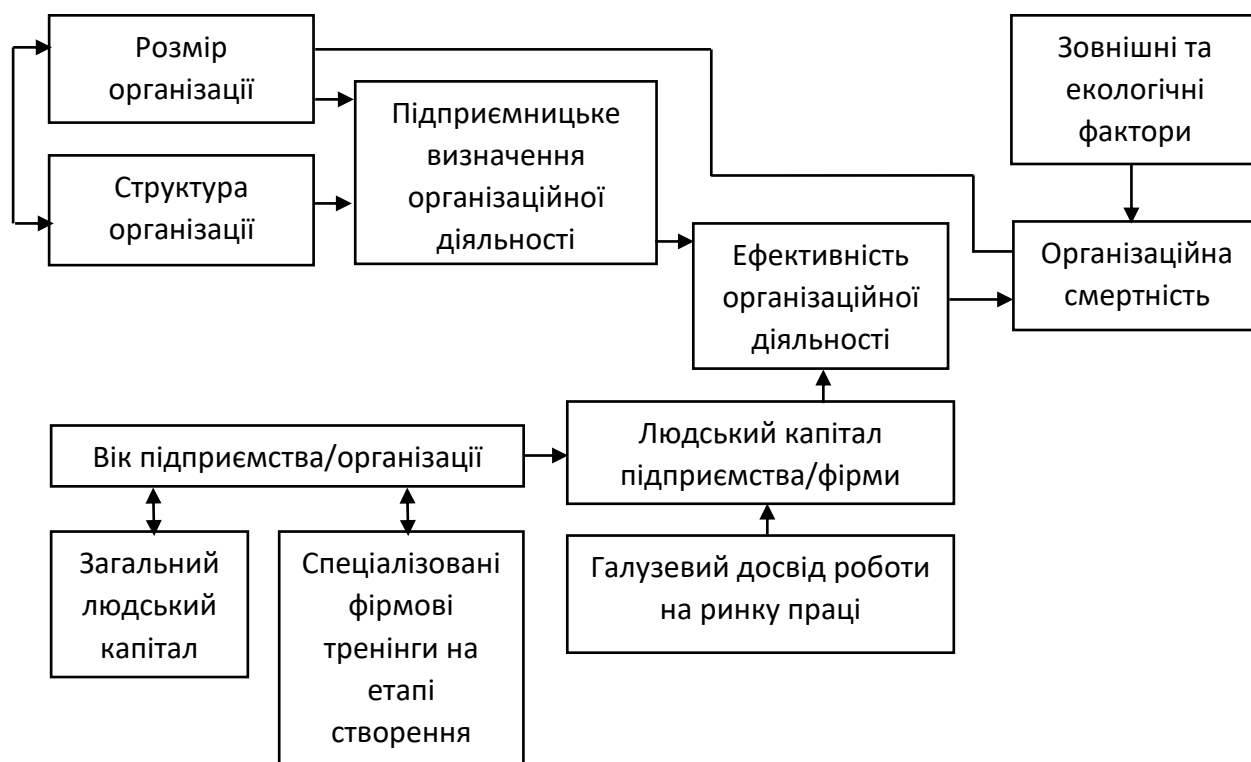 Розмір
організації
Структура
організації
Підприємницьке
визначення
організаційної
діяльності
Ефективність
організаційної
діяльності
Зовнішні та
екологічні
фактори
Організаційна
смертність
Вік підприємства/організації
Людський капітал
підприємства/фірми
Загальний
людський
капітал
Спеціалізовані
фірмові
тренінги на
етапі
створення
Галузевий досвід роботи
на ринку праці